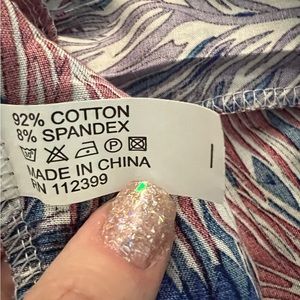 92% COTTON
8% SPANDEX
MADE IN CHINA
RN 112399